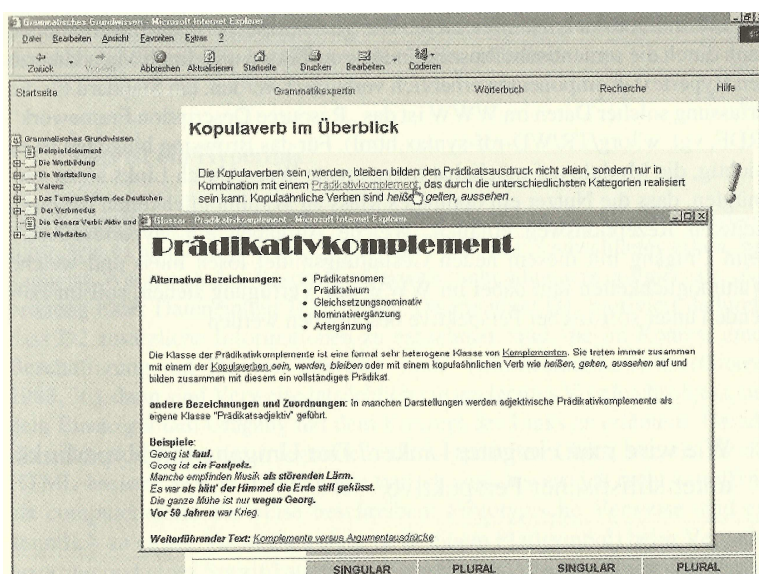 Grammatisches Grundwissen - Microsoft Internet Explorer
Datei Bearbeiten Ansicht Favoriten Extras ?
Zurück Abbrechen Aktualisieren Startseite Drucken Bearbeiten Codieren
Startseite Grammatikexpertin Wörterbuch Recherche Hilfe
Grammatisches Grundwissen
Beispieldokument
Die Wortbildung
Die Wortstellung
Valenz
Das Tempus-System des Deutschen
Der Verbmodus
Die Genera Verbi: Aktiv und
Die Wortarten
Kopulaverb im Überblick
Die Kopulaverben sein, werden, bleiben bilden den Prädikatsausdruck nicht allein, sondern nur in
Kombination mit einem Prädikativkomplement, das durch die unterschiedlichsten Kategorien realisiert
sein kann. Kopulaähnliche Verben sind heißen, gelten, aussehen.
!
Glossar - Prädikativkomplement - Microsoft Internet Explorer
Prädikativkomplement
Alternative Bezeichnungen:
• Prädikatsnomen
• Prädikativum
• Gleichsetzungsnominativ
• Nominativergänzung
• Artergänzung
Die Klasse der Prädikativkomplemente ist eine formal sehr heterogene Klasse von Komplementen. Sie treten immer zusammen
mit einem der Kopulaverben sein, werden, bleiben oder mit einem kopulaähnlichen Verb wie heißen, gelten, aussehen auf und
bilden zusammen mit diesem ein vollständiges Prädikat.
andere Bezeichnungen und Zuordnungen: In manchen Darstellungen werden adjektivische Prädikativkomplemente als
eigene Klasse "Prädikatsadjektiv" geführt.
Beispiele:
Georg ist faul.
Georg ist ein Faulpelz.
Manche empfinden Musik als störenden Lärm.
Es war als hätt' der Himmel die Erde still geküsst.
Die ganze Mühe ist nur wegen Georg.
Vor 50 Jahren war Krieg.
Weiterführender Text: Komplemente versus Argumentausdrücke
SINGULAR PLURAL SINGULAR PLURAL